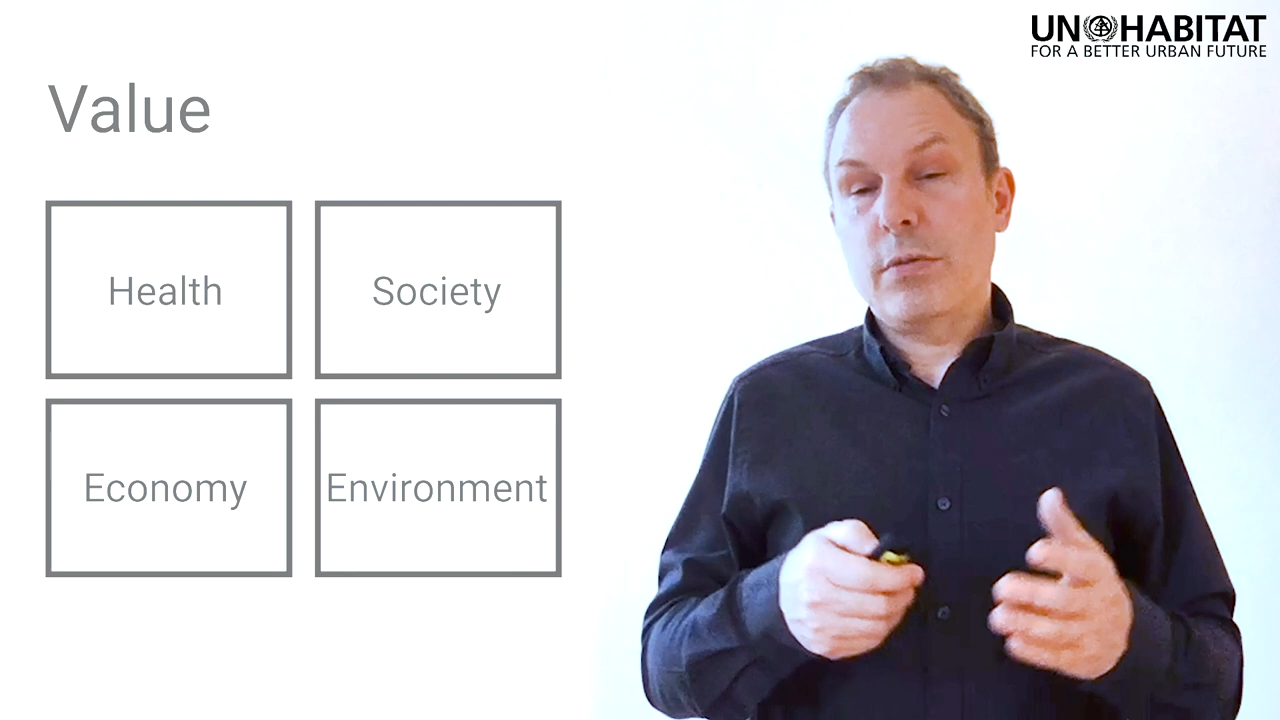 UN HABITAT
FOR A BETTER URBAN FUTURE
Value
Health
Society
Economy
Environment